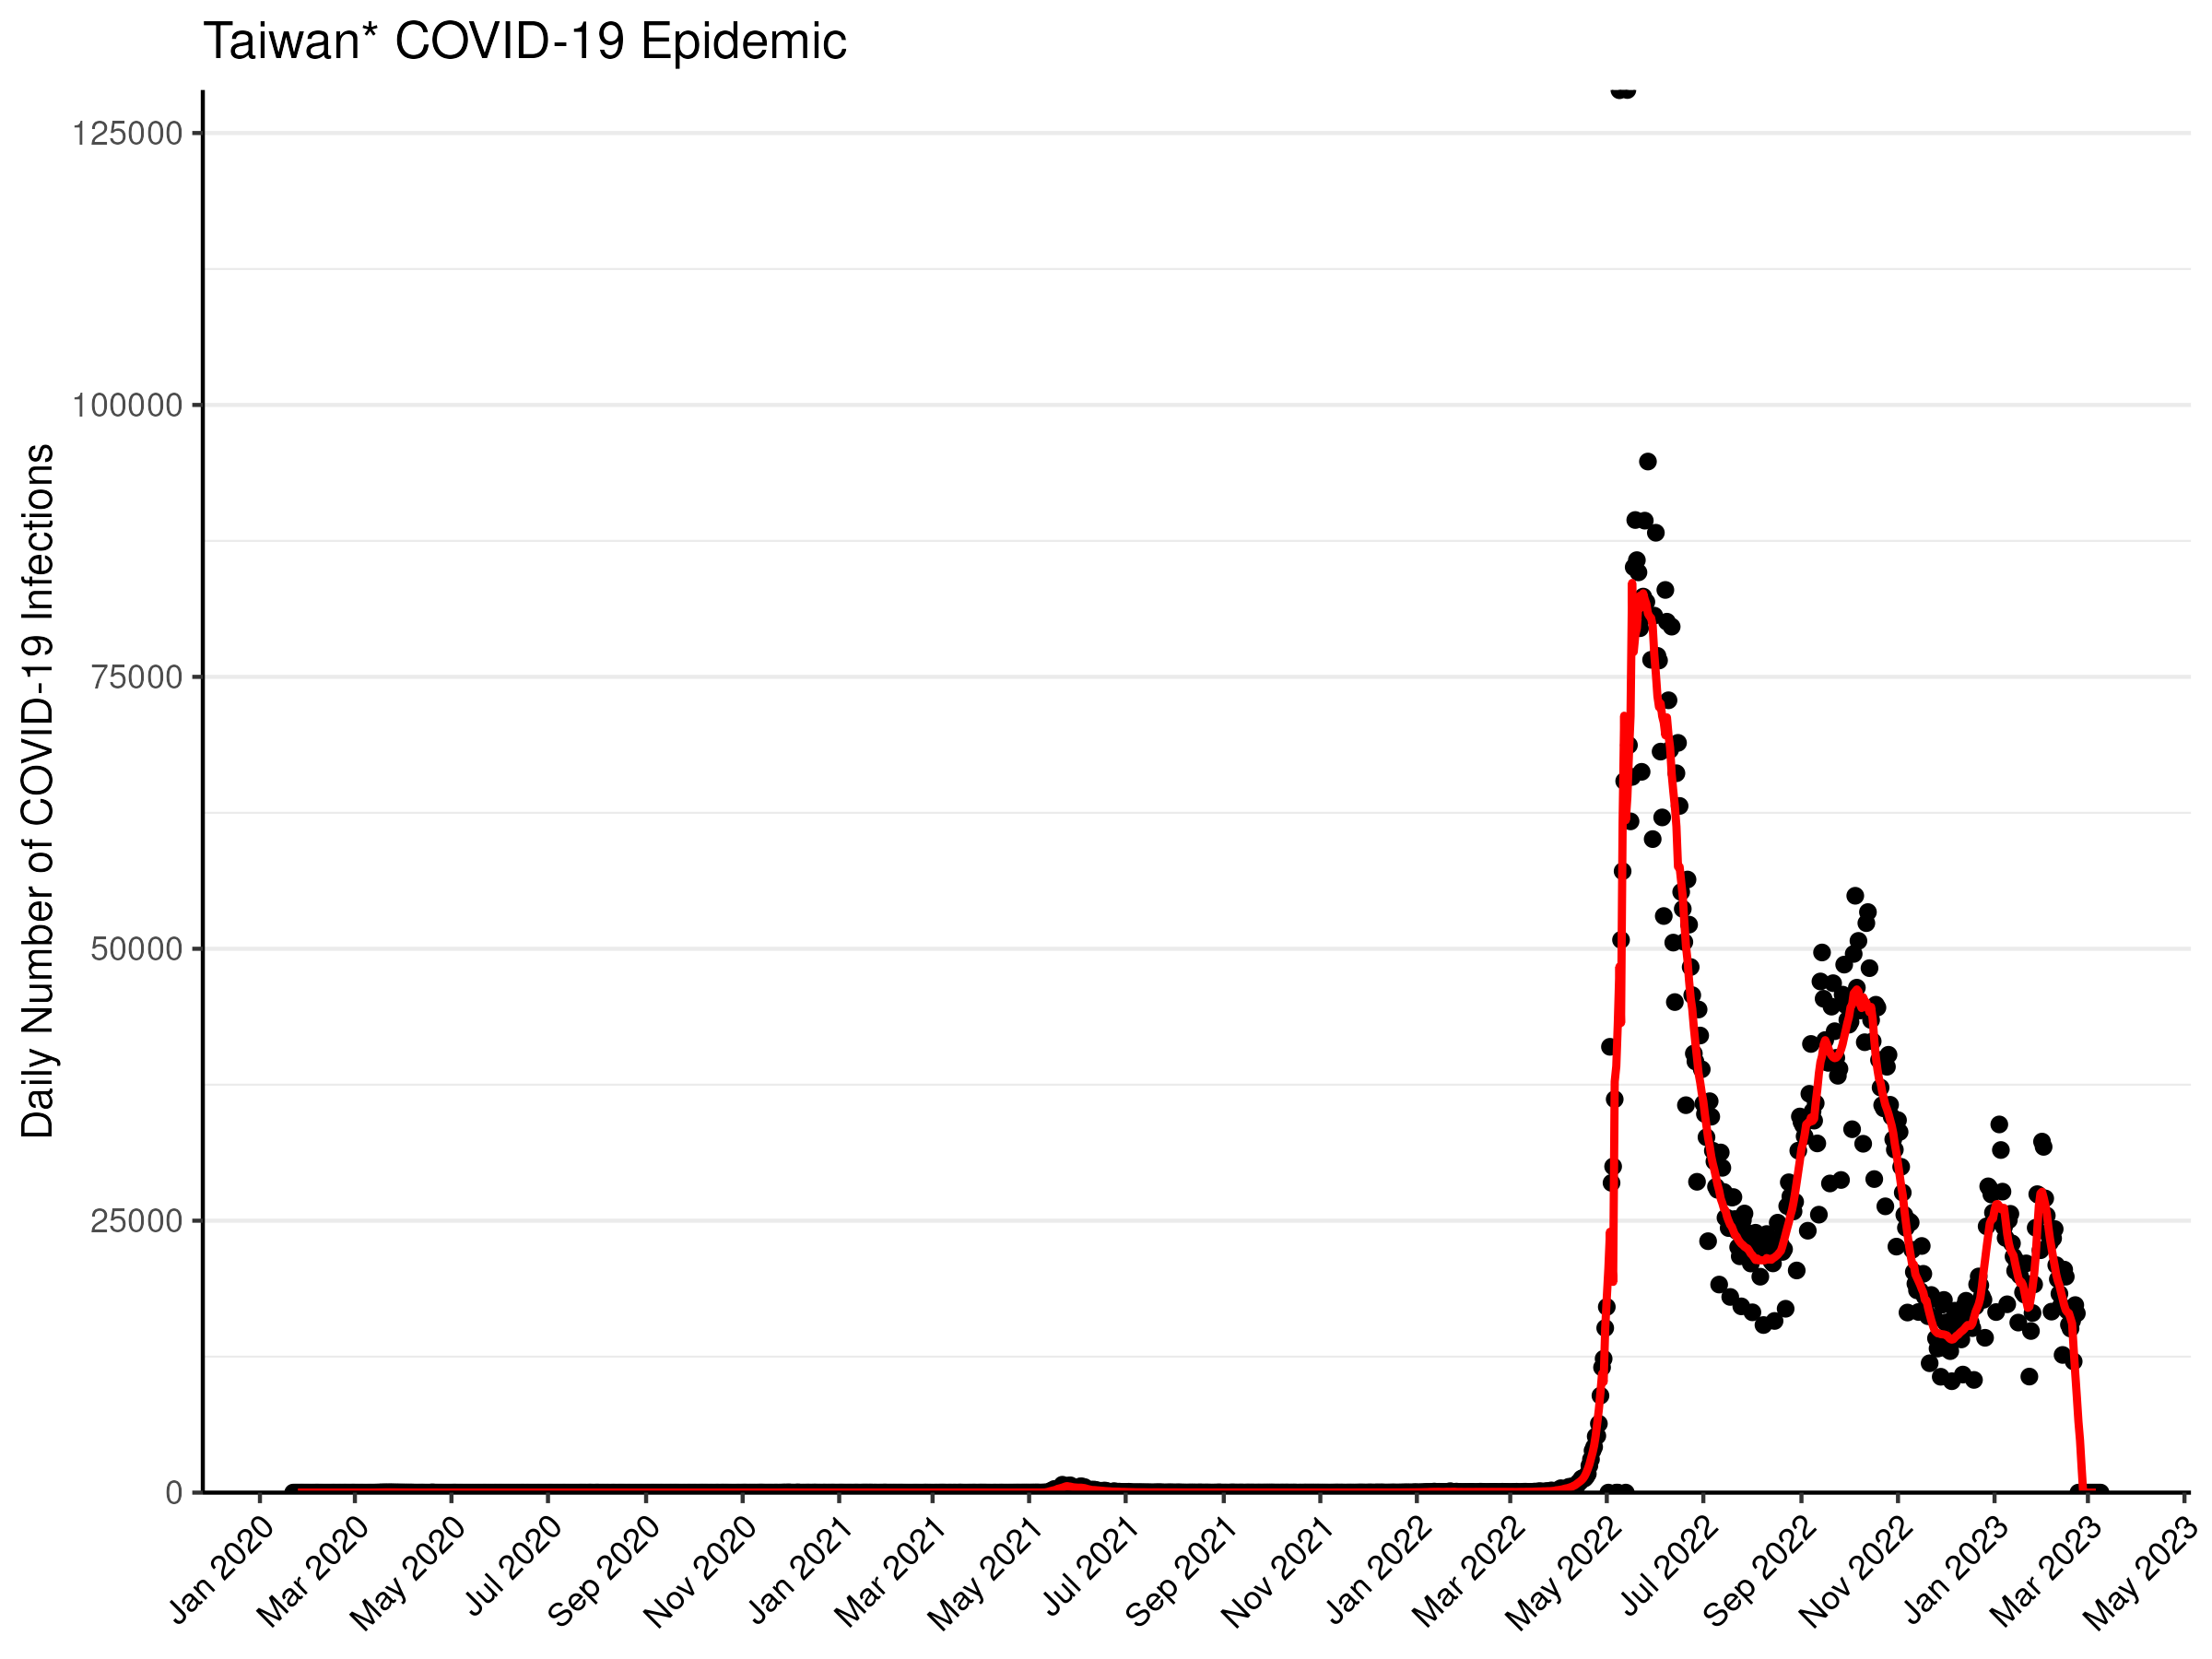 Taiwan* COVID-19 Epidemic
Daily Number of COVID-19 Infections
125000
100000
75000
50000
25000
0
Jan 2020
Mar 2020
May 2020
Jul 2020
Sep 2020
Nov 2020
Jan 2021
Mar 2021
May 2021
Jul 2021
Sep 2021
Nov 2021
Jan 2022
Mar 2022
May 2022
Jul 2022
Sep 2022
Nov 2022
Jan 2023
Mar 2023
May 2023